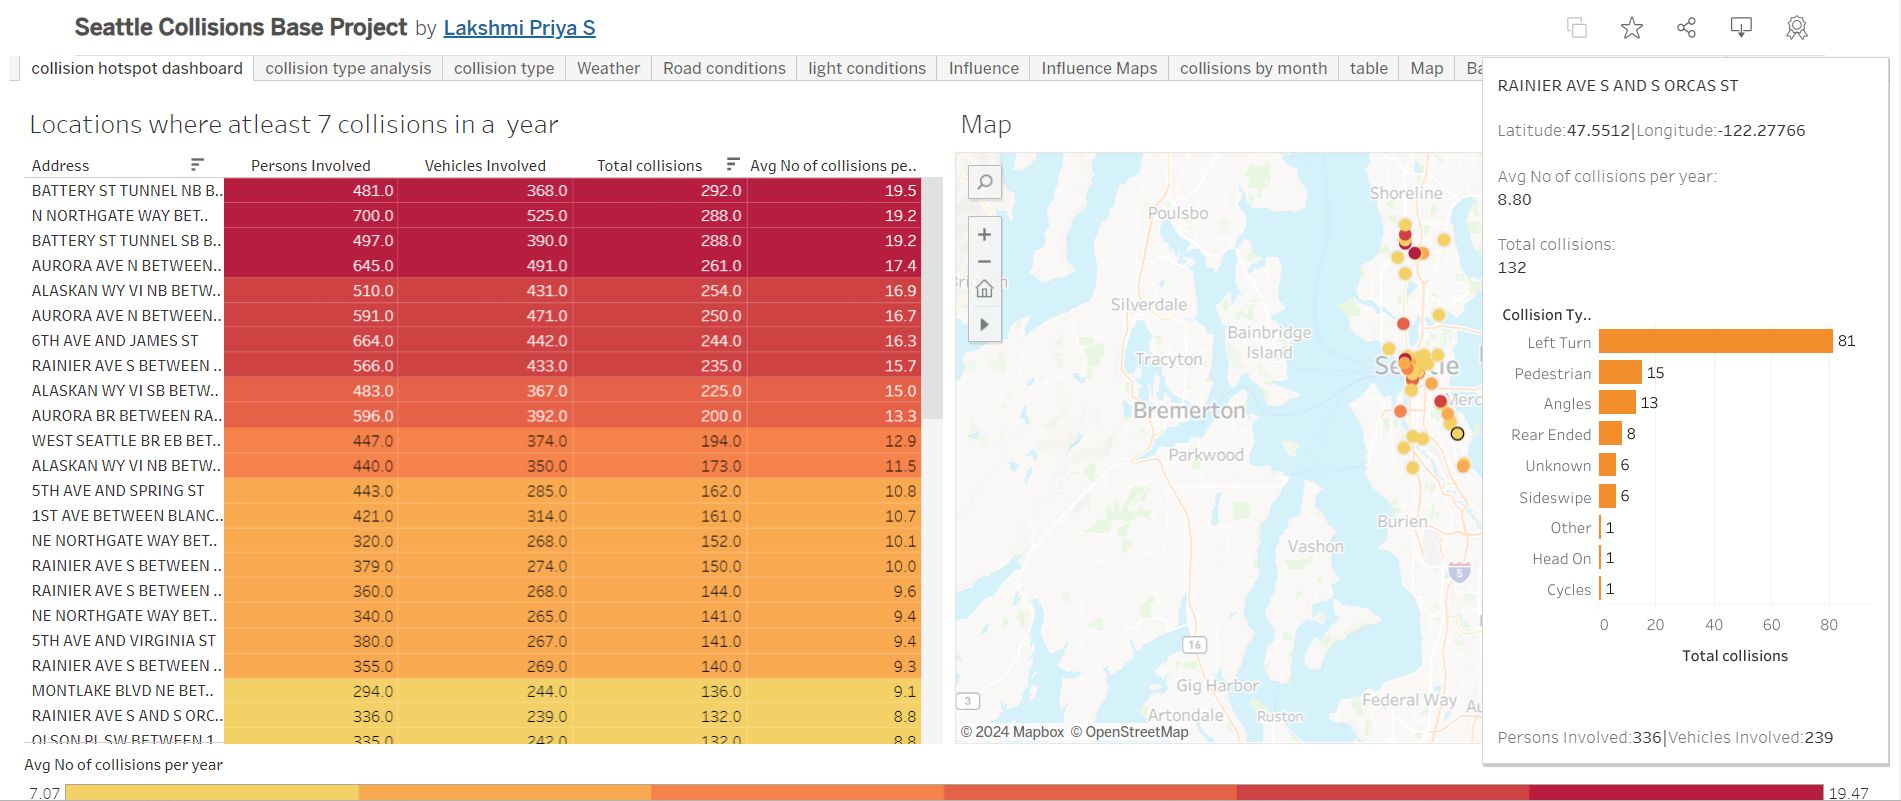 Seattle Collisions Base Project by Lakshmi Priya S
collision hotspot dashboard collision type analysis collision type Weather Road conditions light conditions Influence Influence Maps collisions by month table Map Ba
Locations where atleast 7 collisions in a year
Address Persons Involved Vehicles Involved Total collisions Avg No of collisions pe..
BATTERY ST TUNNEL NB B.. 481.0 368.0 292.0 19.5
N NORTHGATE WAY BET.. 700.0 525.0 288.0 19.2
BATTERY ST TUNNEL SB B.. 497.0 390.0 288.0 19.2
AURORA AVE N BETWEEN.. 645.0 491.0 261.0 17.4
ALASKAN WY VI NB BETW.. 510.0 431.0 254.0 16.9
AURORA AVE N BETWEEN.. 591.0 471.0 250.0 16.7
6TH AVE AND JAMES ST 664.0 442.0 244.0 16.3
RAINIER AVE S BETWEEN .. 566.0 433.0 235.0 15.7
ALASKAN WY VI SB BETW.. 483.0 367.0 225.0 15.0
AURORA BR BETWEEN RA.. 596.0 392.0 200.0 13.3
WEST SEATTLE BR EB BET.. 447.0 374.0 194.0 12.9
ALASKAN WY VI NB BETW.. 440.0 350.0 173.0 11.5
5TH AVE AND SPRING ST 443.0 285.0 162.0 10.8
1ST AVE BETWEEN BLANC.. 421.0 314.0 161.0 10.7
NE NORTHGATE WAY BET.. 320.0 268.0 152.0 10.1
RAINIER AVE S BETWEEN .. 379.0 274.0 150.0 10.0
RAINIER AVE S BETWEEN .. 360.0 268.0 144.0 9.6
NE NORTHGATE WAY BET.. 340.0 265.0 141.0 9.4
5TH AVE AND VIRGINIA ST 380.0 267.0 141.0 9.4
RAINIER AVE S BETWEEN .. 355.0 269.0 140.0 9.3
MONTLAKE BLVD NE BET.. 294.0 244.0 136.0 9.1
RAINIER AVE S AND S ORC.. 336.0 239.0 132.0 8.8
OLSON PL SW BETWEEN 1.. 335.0 242.0 132.0 8.8
Avg No of collisions per year
7.07 19.47
Map
Shoreline
Poulsbo
Silverdale
Bainbridge
Island
Tracyton
Seattle
Bremerton
Merc
Parkwood
Burien
Vashon
5
16
Gig Harbor
3
Federal Way Au
Artondale Ruston
© 2024 Mapbox © OpenStreetMap
RAINIER AVE S AND S ORCAS ST
Latitude:47.5512|Longitude:-122.27766
Avg No of collisions per year:
8.80
Total collisions:
132
Collision Ty..
Left Turn 81
Pedestrian 15
Angles 13
Rear Ended 8
Unknown 6
Sideswipe 6
Other 1
Head On 1
Cycles 1
0 20 40 60 80
Total collisions
Persons Involved:336|Vehicles Involved:239